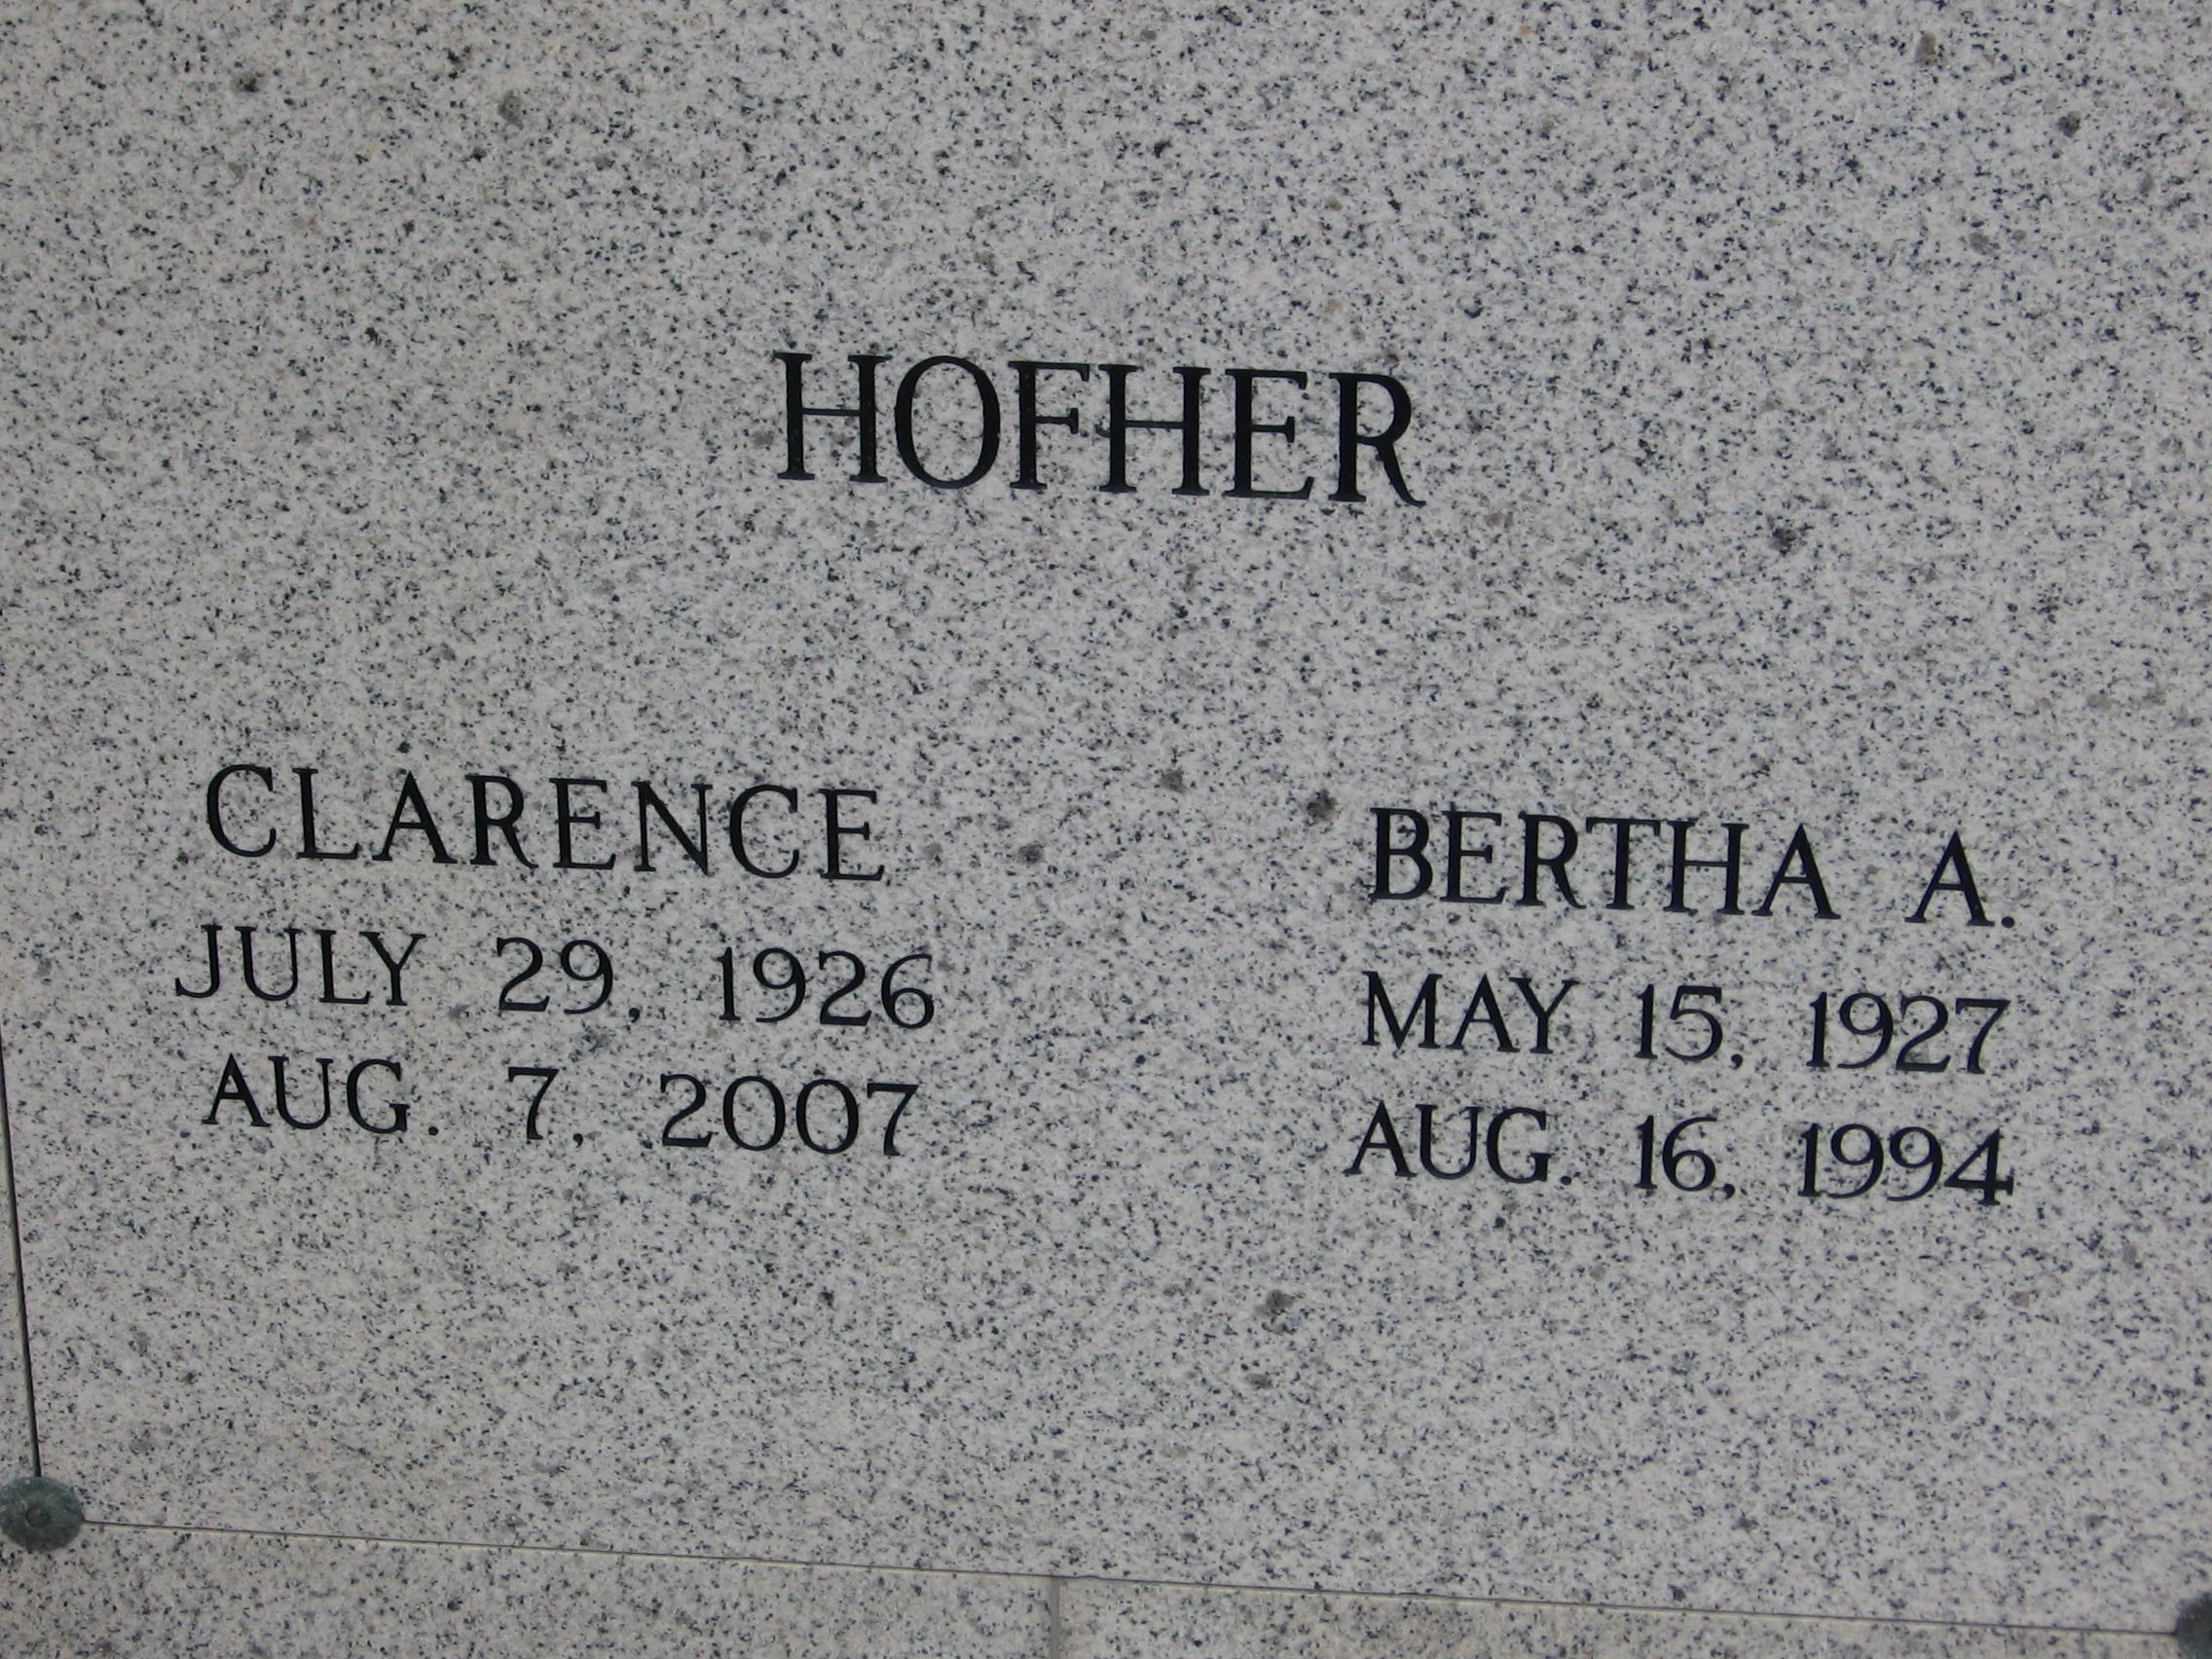 HOFHER
CLARENCE
JULY 29, 1926
AUG. 7, 2007
BERTHA A.
MAY 15, 1927
AUG. 16, 1994